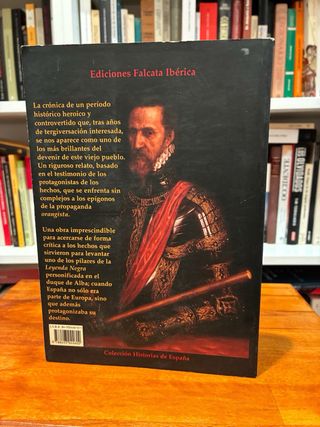 Ediciones Falcata Ibérica
La crónica de un período
histórico heroico y
controvertido que, tras años
de tergiversación interesada,
se nos aparece como uno de
los más brillantes del
devenir de este viejo pueblo.
Un riguroso relato, basado
en el testimonio de los
protagonistas de los
hechos, que se enfrenta sin
complejos a los epígonos
de la propaganda
orangista.
Una obra imprescindible
para acercarse de forma
crítica a los hechos que
sirvieron para levantar
uno de los pilares de la
Leyenda Negra
personificada en el
duque de Alba; cuando
España no sólo era
parte de Europa, sino
que además
protagonizaba su
destino.
Colección Historias de España